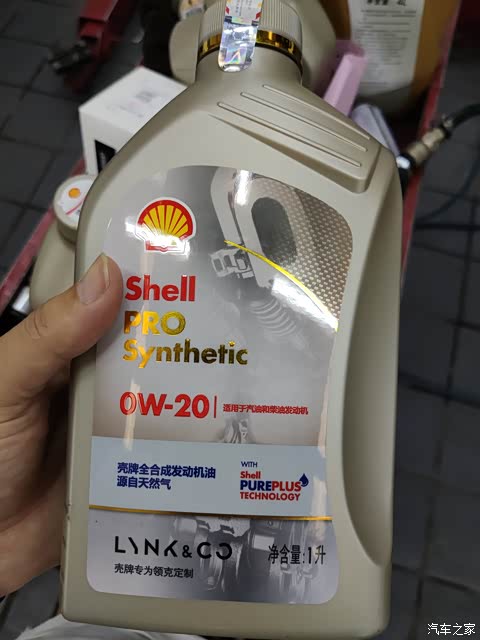 4L
Shell
PRO
Synthetic
0W-20 适用于汽油和柴油发动机
壳牌全合成发动机油
源自天然气
WITH
Shell
PUREPLUS
TECHNOLOGY
LYNK&CO
净含量:1升
壳牌专为领克定制
汽车之家